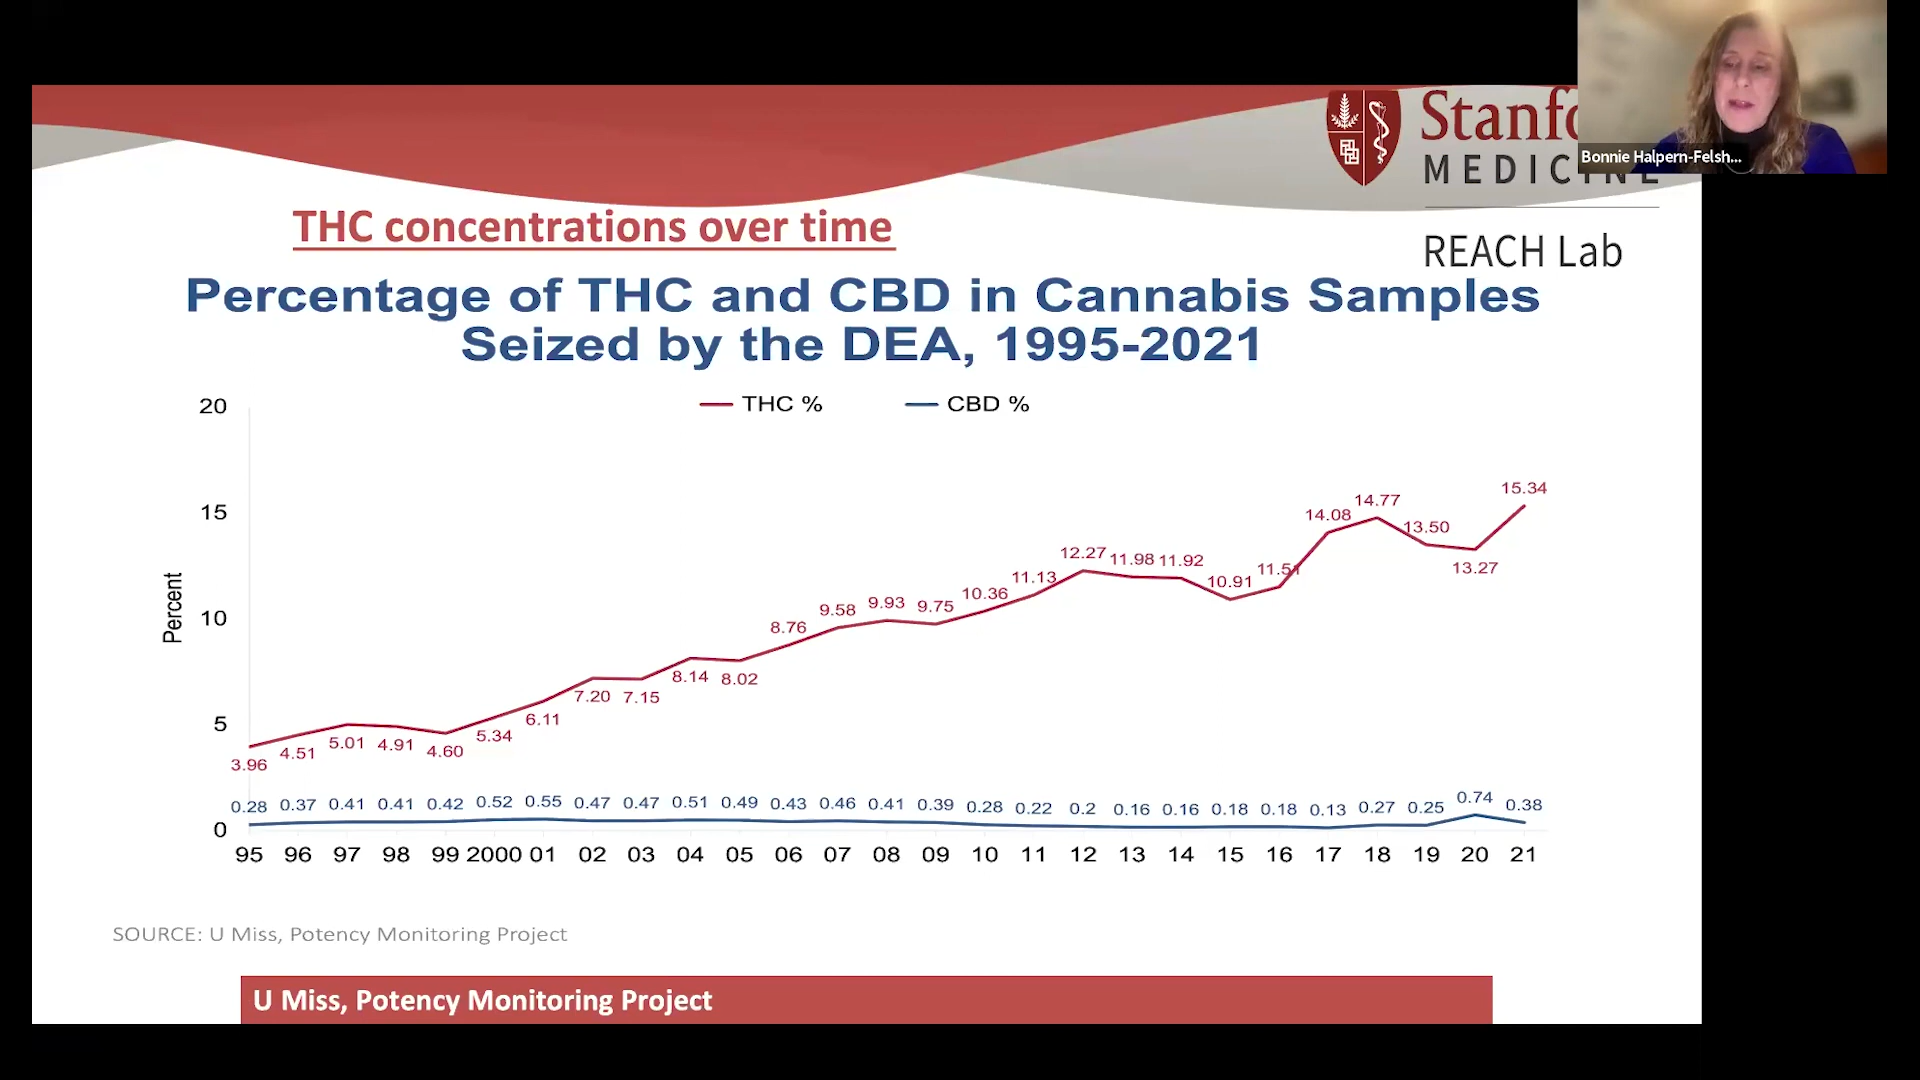 Stanfo
MEDICINE
Bonnie Halpern-Felsh...
REACH Lab
THC concentrations over time
Percentage of THC and CBD in Cannabis Samples
Seized by the DEA, 1995-2021
THC % CBD %
Percent
20
15
10
5
0
3.96 4.51 5.01 4.91 4.60 5.34 6.11 7.20 7.15 8.14 8.02 8.76 9.58 9.93 9.75 10.36 11.13 12.27 11.98 11.92 10.91 11.51 14.08 14.77 13.50 13.27 15.34
0.28 0.37 0.41 0.41 0.42 0.52 0.55 0.47 0.47 0.51 0.49 0.43 0.46 0.41 0.39 0.28 0.22 0.2 0.16 0.16 0.18 0.18 0.13 0.27 0.25 0.74 0.38
95 96 97 98 99 2000 01 02 03 04 05 06 07 08 09 10 11 12 13 14 15 16 17 18 19 20 21
SOURCE: U Miss, Potency Monitoring Project
U Miss, Potency Monitoring Project